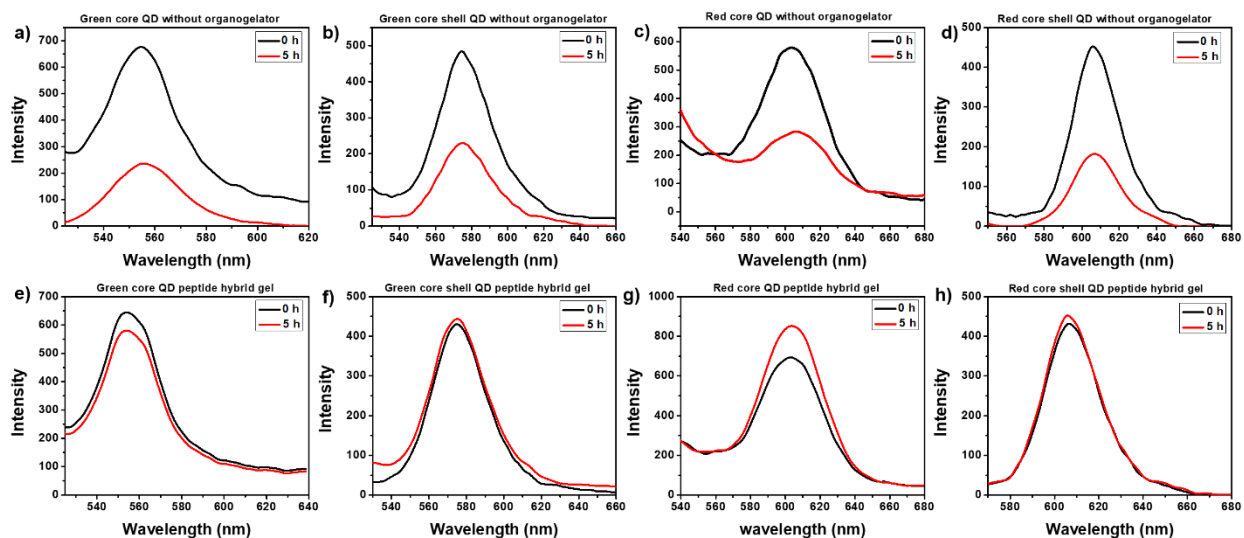 Green core QD without organogelator
a)
0 h
5 h
700
650
600
550
500
450
400
350
300
250
200
150
100
50
0
540
560
580
600
620
Intensity
Wavelength (nm)
Green core shell QD without organogelator
b)
0 h
5 h
500
400
300
200
100
0
540
560
580
600
620
640
660
Intensity
Wavelength (nm)
Red core QD without organogelator
c)
0 h
5 h
600
500
400
300
200
100
0
540
560
580
600
620
640
660
680
Intensity
Wavelength (nm)
Red core shell QD without organogelator
d)
0 h
5 h
500
400
300
200
100
0
560
580
600
620
640
660
680
Intensity
Wavelength (nm)
Green core QD peptide hybrid gel
e)
0 h
5 h
700
600
500
400
300
200
100
0
540
560
580
600
620
640
Intensity
Wavelength (nm)
Green core shell QD peptide hybrid gel
f)
0 h
5 h
500
400
300
200
100
0
540
560
580
600
620
640
660
Intensity
Wavelength (nm)
Red core QD peptide hybrid gel
g)
0 h
5 h
1000
800
600
400
200
0
540
560
580
600
620
640
660
680
Intensity
wavelength (nm)
Red core shell QD peptide hybrid gel
h)
0 h
5 h
500
400
300
200
100
0
580
600
620
640
660
680
Intensity
Wavelength (nm)